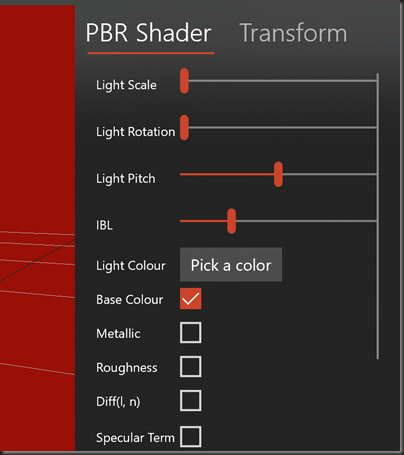 PBR Shader Transform
Light Scale
Light Rotation
Light Pitch
IBL
Light Colour Pick a color
Base Colour
Metallic
Roughness
Diff(l, n)
Specular Term